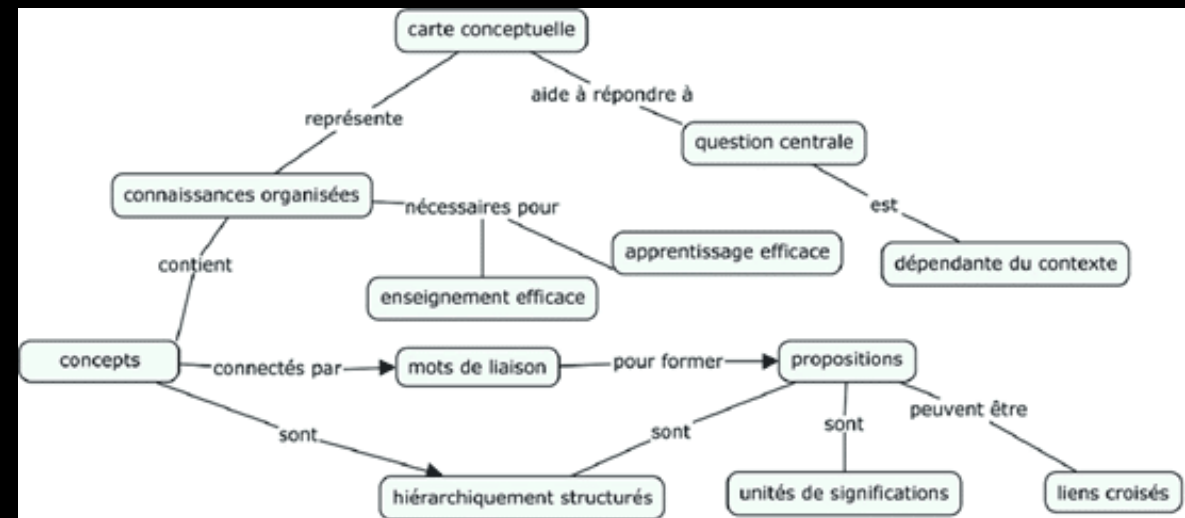 carte conceptuelle
aide à répondre à
représente
question centrale
connaissances organisées
nécessaires pour
est
apprentissage efficace
contient
dépendante du contexte
enseignement efficace
concepts
connectés par
mots de liaison
pour former
propositions
peuvent être
sont
sont
sont
hiérarchiquement structurés
unités de significations
liens croisés